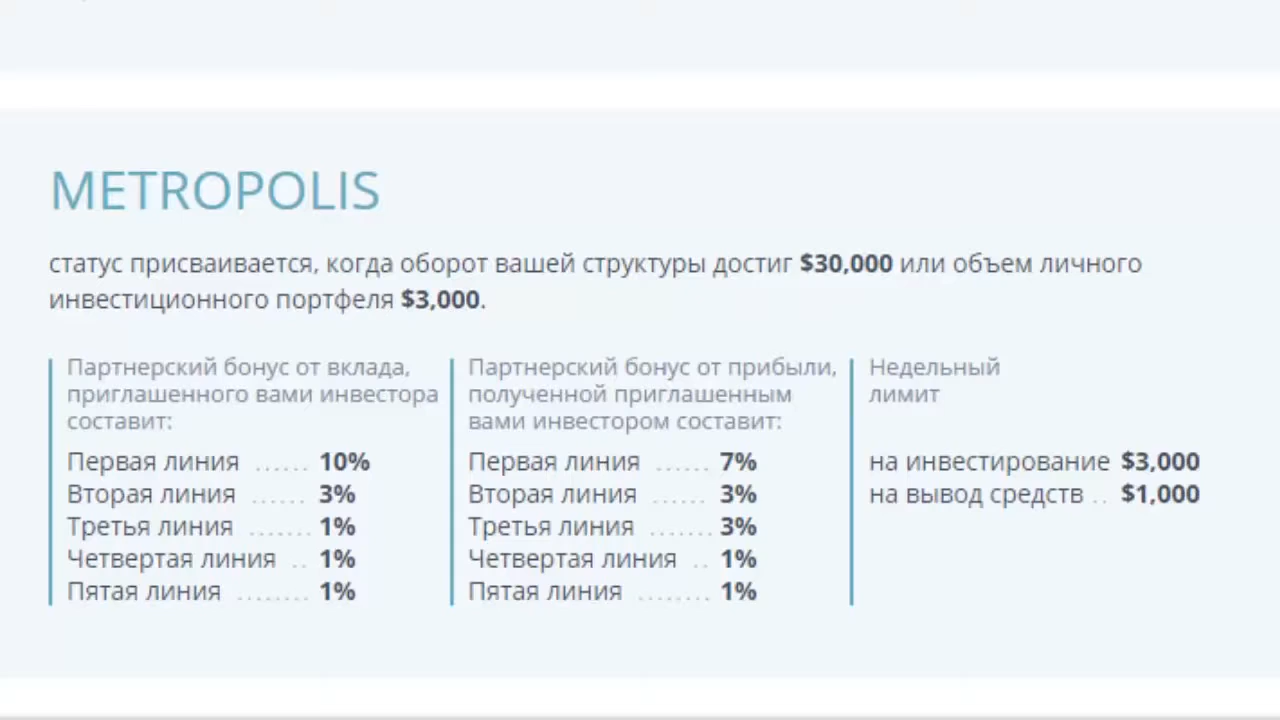 METROPOLIS
статус присваивается, когда оборот вашей структуры достиг $30,000 или объем личного
инвестиционного портфеля $3,000.
Партнерский бонус от вклада,
приглашенного вами инвестора
составит:
Первая линия ...... 10%
Вторая линия ...... 3%
Третья линия ....... 1%
Четвертая линия .. 1%
Пятая линия ........ 1%
Партнерский бонус от прибыли,
полученной приглашенным
вами инвестором составит:
Первая линия ...... 7%
Вторая линия ...... 3%
Третья линия ....... 3%
Четвертая линия .. 1%
Пятая линия ........ 1%
Недельный
лимит
на инвестирование $3,000
на вывод средств .. $1,000